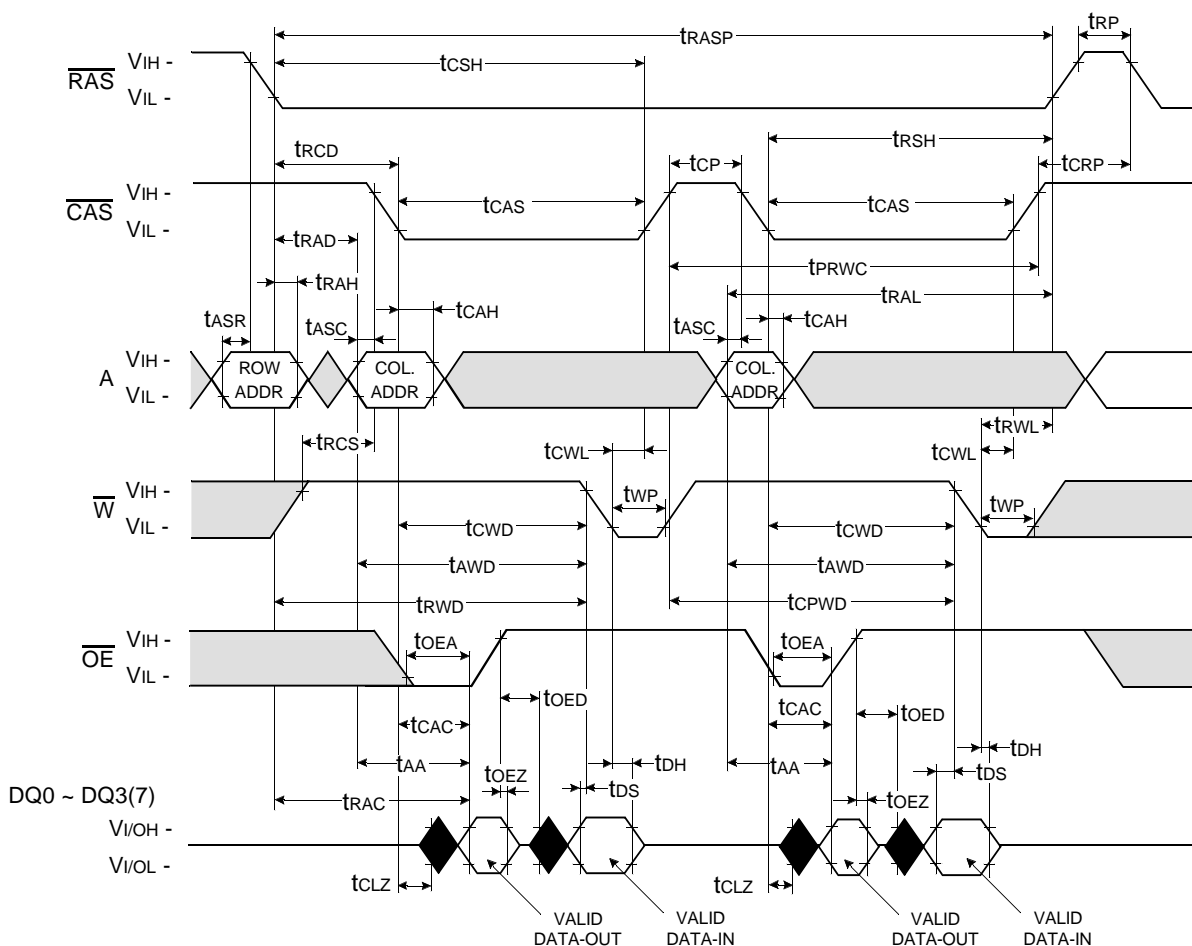 tRP
tRASP
VIH -
tCSH
RAS
VIL -
tRCD
tRSH
tCP
tCRP
VIH -
CAS
tCAS
tCAS
VIL -
tRAD
tPRWC
tRAH
tRAL
tASR
tASC
tCAH
tASC
tCAH
VIH -
ROW
ADDR
COL.
ADDR
COL.
ADDR
A
VIL -
tRCS
tCWL
tRWL
tCWL
VIH -
W
tWP
tWP
VIL -
tCWD
tCWD
tAWD
tAWD
tRWD
tCPWD
VIH -
OE
tOEA
tOEA
VIL -
tOED
tOED
tCAC
tCAC
tDH
tDH
tAA
tOEZ
tDS
tAA
tOEZ
tDS
DQ0 ~ DQ3(7)
tRAC
VI/OH -
VI/OL -
tCLZ
tCLZ
VALID
DATA-OUT
VALID
DATA-IN
VALID
DATA-OUT
VALID
DATA-IN